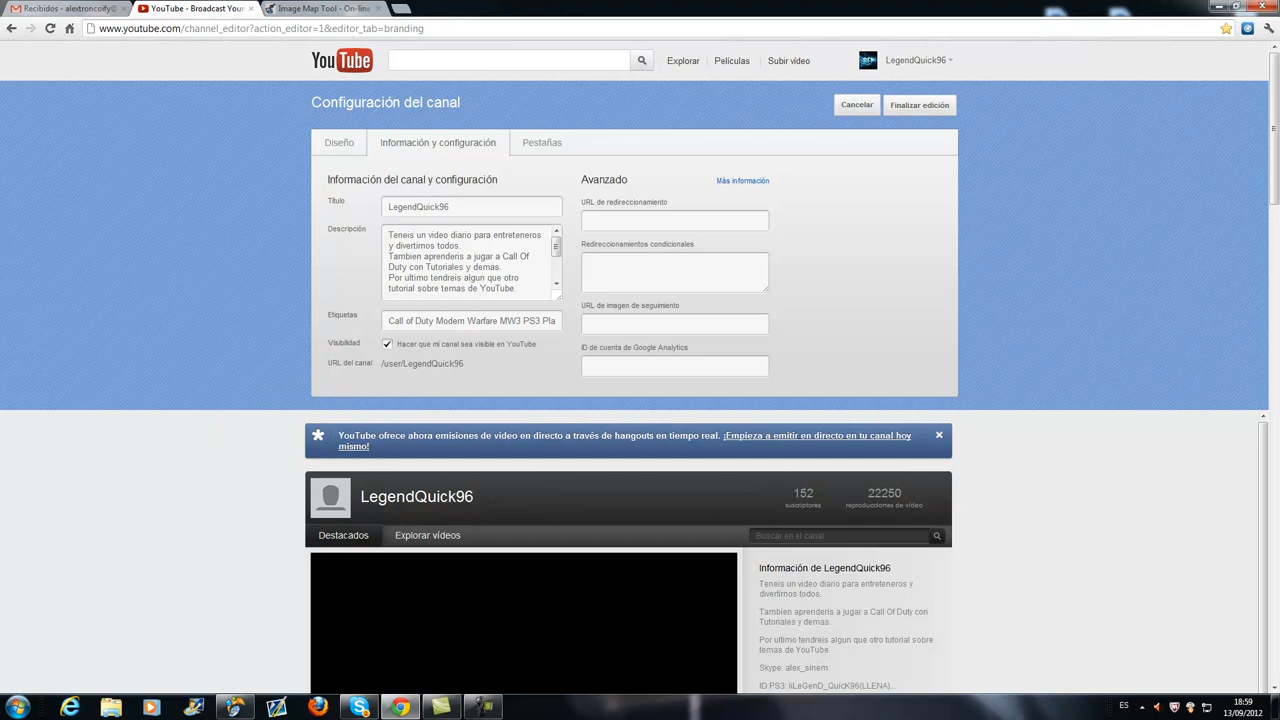 Recibidos - alextroncoify@
YouTube - Broadcast Your
Image Map Tool - On-line
www.youtube.com/channel_editor?action_editor=1&editor_tab=branding
YouTube
Explorar
Películas
Subir vídeo
LegendQuick96
Configuración del canal
Cancelar
Finalizar edición
Diseño
Información y configuración
Pestañas
Información del canal y configuración
Título
LegendQuick96
Descripción
Teneis un video diario para entreteneros
y divertirnos todos.
Tambien aprenderis a jugar a Call Of
Duty con Tutoriales y demas.
Por ultimo tendreis algun que otro
tutorial sobre temas de YouTube.
Etiquetas
Call of Duty Modern Warfare MW3 PS3 Pla
Visibilidad
Hacer que mi canal sea visible en YouTube
URL del canal
/user/LegendQuick96
Avanzado
Más información
URL de redireccionamiento
Redireccionamientos condicionales
URL de imagen de seguimiento
ID de cuenta de Google Analytics
YouTube ofrece ahora emisiones de vídeo en directo a través de hangouts en tiempo real. ¡Empieza a emitir en directo en tu canal hoy
mismo!
LegendQuick96
152
suscriptores
22250
reproducciones de vídeo
Destacados
Explorar vídeos
Buscar en el canal
Información de LegendQuick96
Teneis un video diario para entreteneros y
divertirnos todos.
Tambien aprenderis a jugar a Call Of Duty con
Tutoriales y demas.
Por ultimo tendreis algun que otro tutorial sobre
temas de YouTube.
Skype: alex_sinem
ID PS3: iiLeGenD_QuicK96(LLENA)...
ES
18:59
13/09/2012